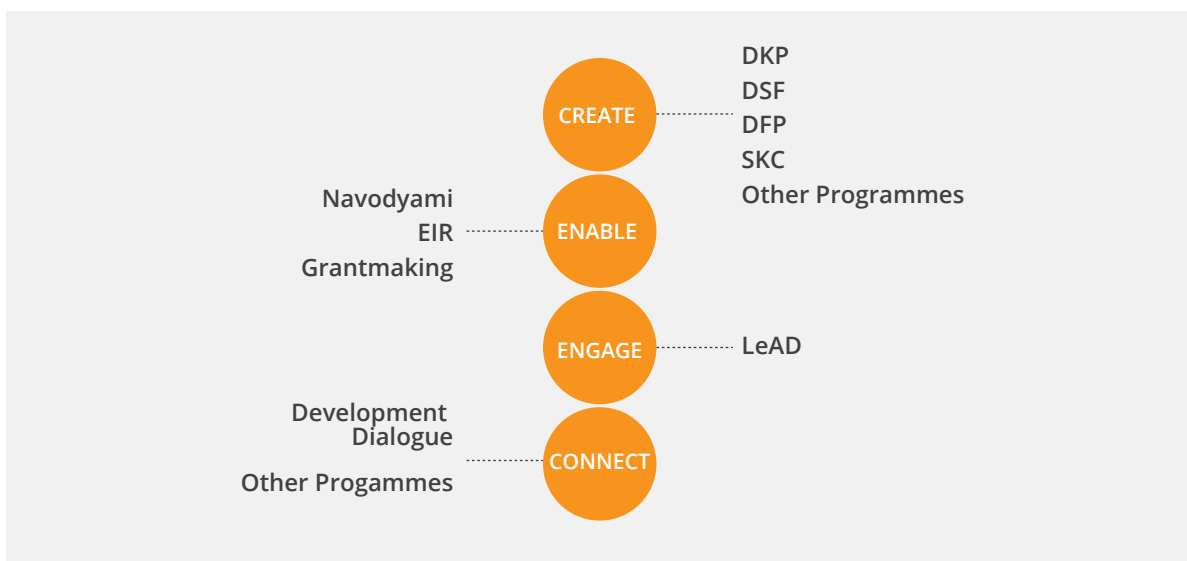 CREATE
DKP
DSF
DFP
SKC
Other Programmes
Navodyami
EIR
Grantmaking
ENABLE
ENGAGE
LeAD
Development
Dialogue
Other Progammes
CONNECT